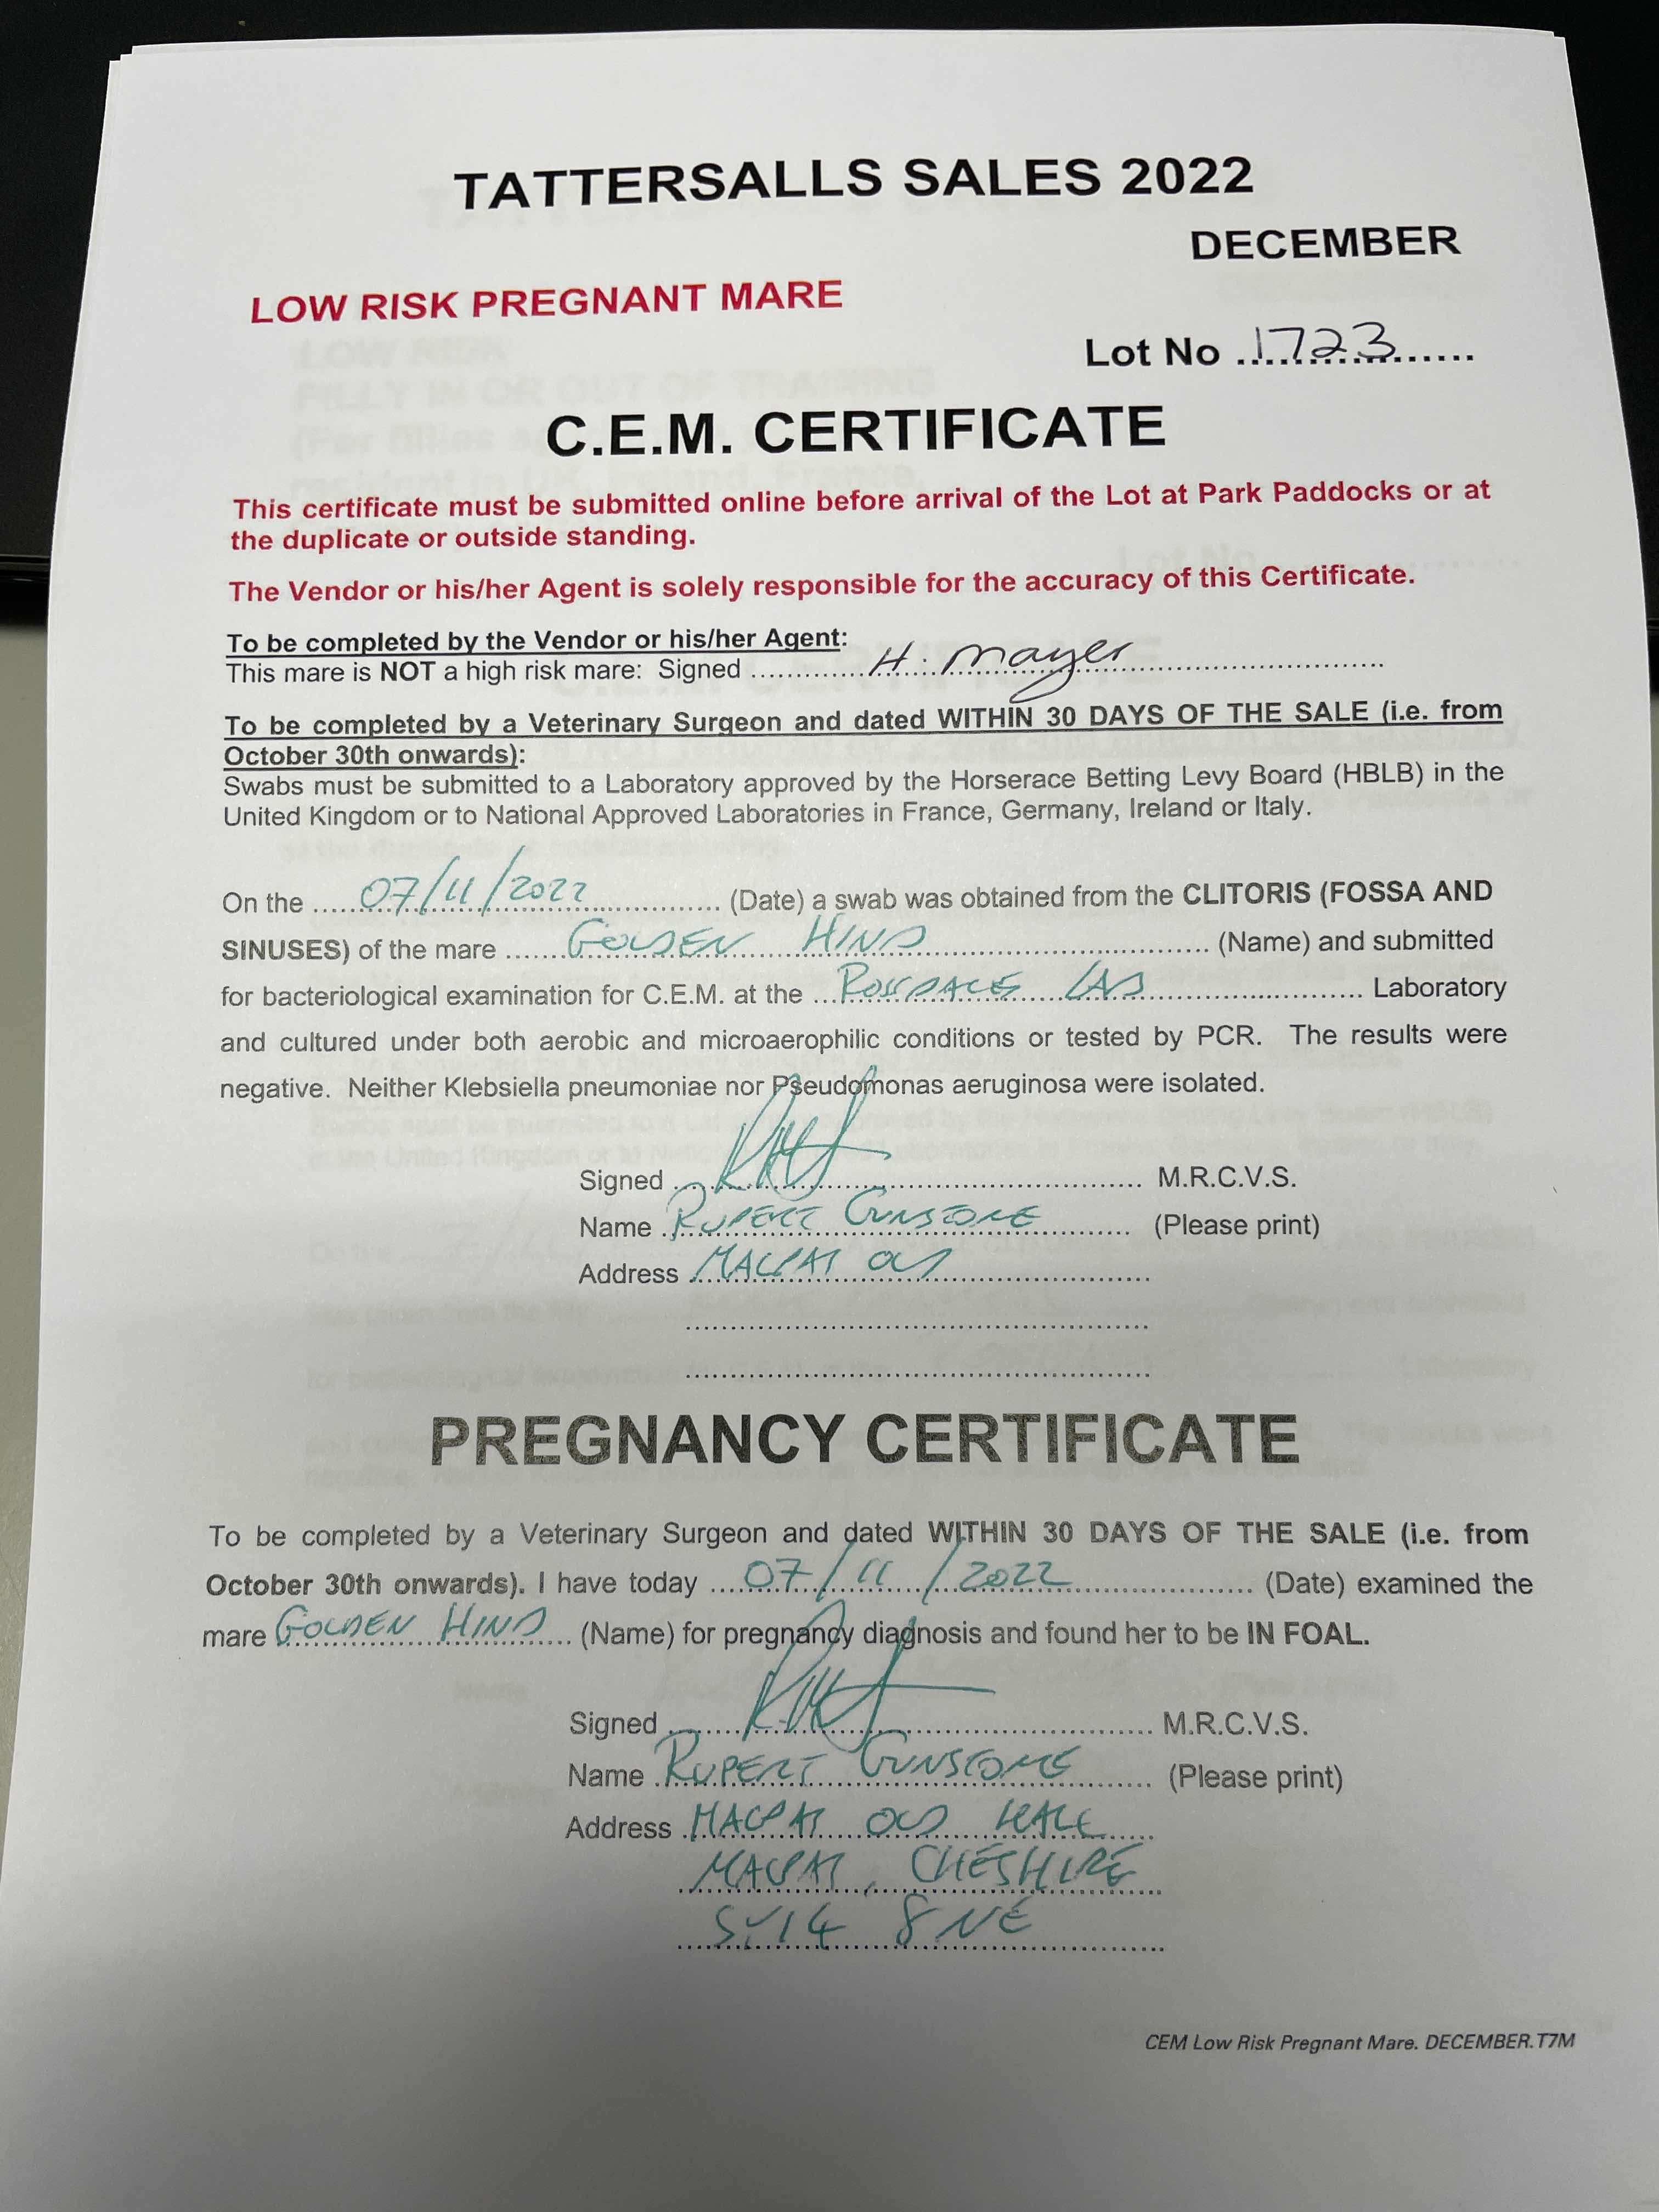 TATTERSALLS SALES 2022
DECEMBER
LOW RISK PREGNANT MARE
Lot No 1723
C.E.M. CERTIFICATE
This certificate must be submitted online before arrival of the Lot at Park Paddocks or at
the duplicate or outside standing.
The Vendor or his/her Agent is solely responsible for the accuracy of this Certificate.
To be completed by the Vendor or his/her Agent:
This mare is NOT a high risk mare: Signed H. Mayer
To be completed by a Veterinary Surgeon and dated WITHIN 30 DAYS OF THE SALE (i.e. from
October 30th onwards):
Swabs must be submitted to a Laboratory approved by the Horserace Betting Levy Board (HBLB) in the
United Kingdom or to National Approved Laboratories in France, Germany, Ireland or Italy.
On the 07/11/2022 (Date) a swab was obtained from the CLITORIS (FOSSA AND
SINUSES) of the mare GOLDEN HIND (Name) and submitted
for bacteriological examination for C.E.M. at the ROSSDALE LAB Laboratory
and cultured under both aerobic and microaerophilic conditions or tested by PCR. The results were
negative. Neither Klebsiella pneumoniae nor Pseudomonas aeruginosa were isolated.
Signed M.R.C.V.S.
Name RUPERT GUNSTONE (Please print)
Address MALPAS OLD
PREGNANCY CERTIFICATE
To be completed by a Veterinary Surgeon and dated WITHIN 30 DAYS OF THE SALE (i.e. from
October 30th onwards). I have today 07/11/2022 (Date) examined the
mare GOLDEN HIND (Name) for pregnancy diagnosis and found her to be IN FOAL.
Signed M.R.C.V.S.
Name RUPERT GUNSTONE (Please print)
Address MALPAS OLD HALL
MALPAS, CHESHIRE
SY14 8NE
CEM Low Risk Pregnant Mare. DECEMBER.T7M